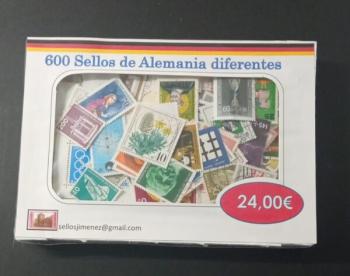 600 Sellos de Alemania diferentes
24,00€
sellosjimenez@gmail.com